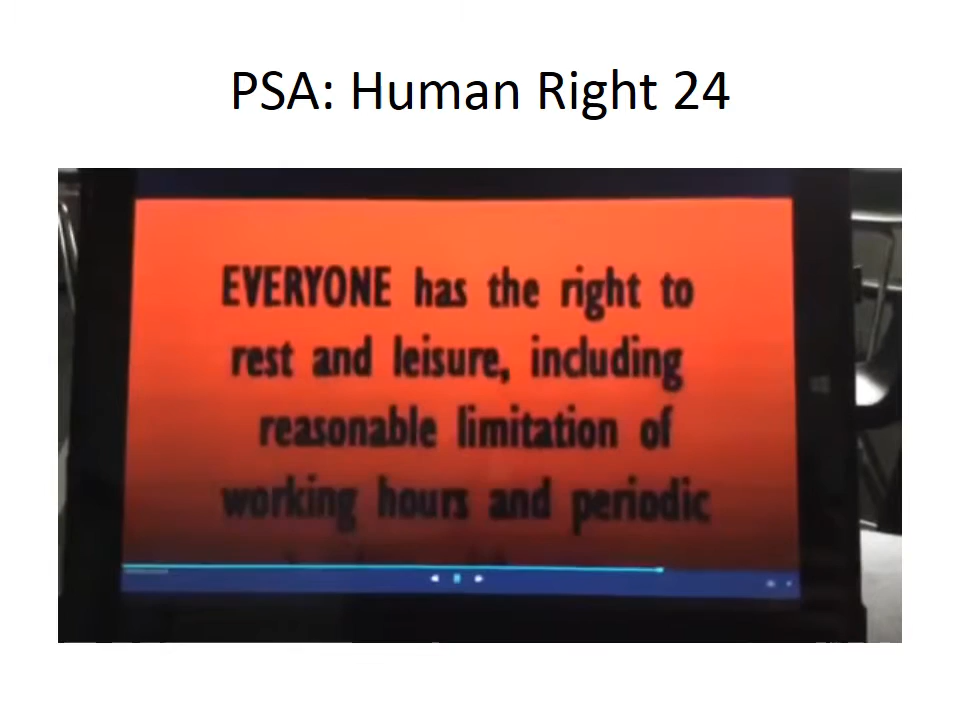 PSA: Human Right 24
EVERYONE has the right to
rest and leisure, including
reasonable limitation of
working hours and periodic